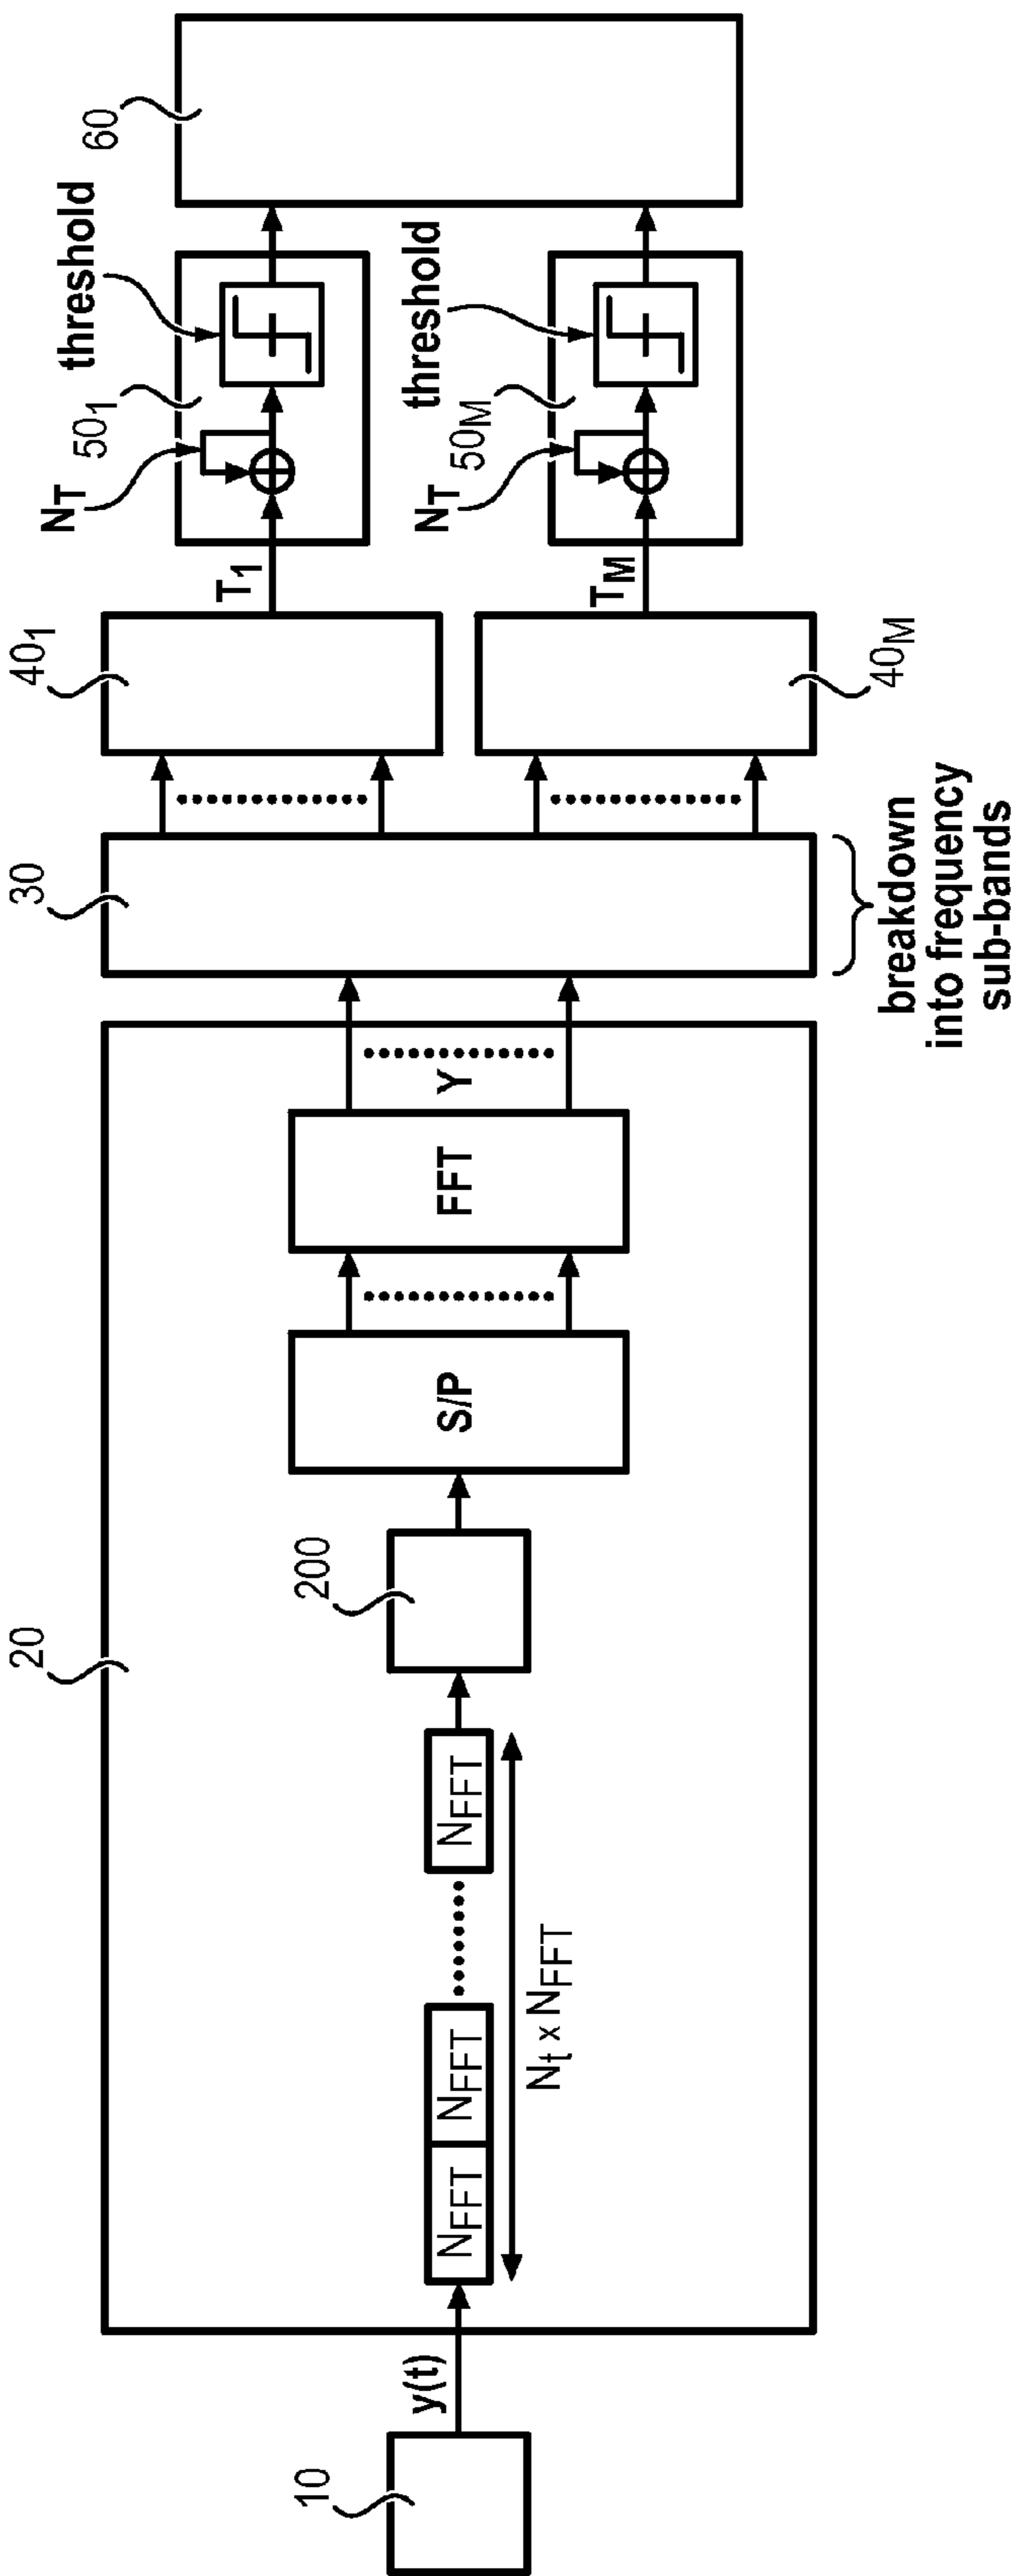 10
y(t)
20
N_FFT
N_FFT
N_FFT
N_t x N_FFT
200
S/P
FFT
Y
30
breakdown
into frequency
sub-bands
40_1
40_M
T_1
T_M
N_T
50_1
threshold
N_T
50_M
threshold
60